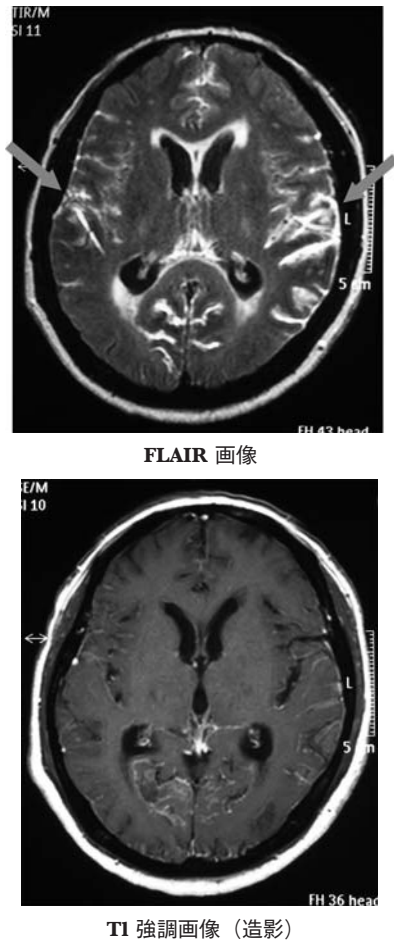 TIR/M
SI 11
L
5 cm
FH 43 head
FLAIR 画像
SE/M
SI 10
L
5 cm
FH 36 head
T1 強調画像（造影）